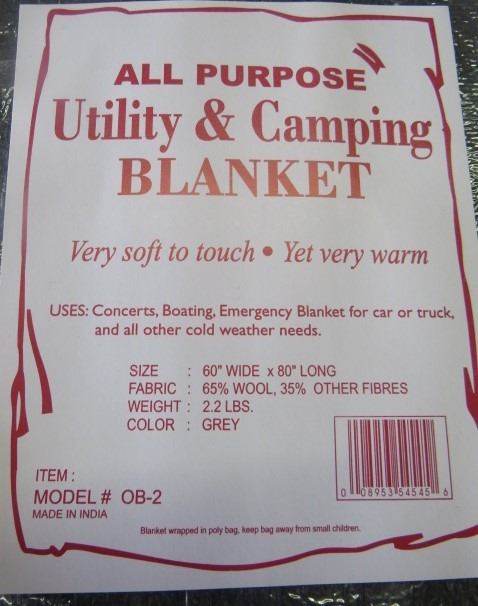 ALL PURPOSE
Utility & Camping
BLANKET
Very soft to touch • Yet very warm
USES: Concerts, Boating, Emergency Blanket for car or truck,
and all other cold weather needs.
SIZE : 60" WIDE x 80" LONG
FABRIC : 65% WOOL, 35% OTHER FIBRES
WEIGHT : 2.2 LBS.
COLOR : GREY
0 08953 54545 6
ITEM :
MODEL # OB-2
MADE IN INDIA
Blanket wrapped in poly bag, keep bag away from small children.